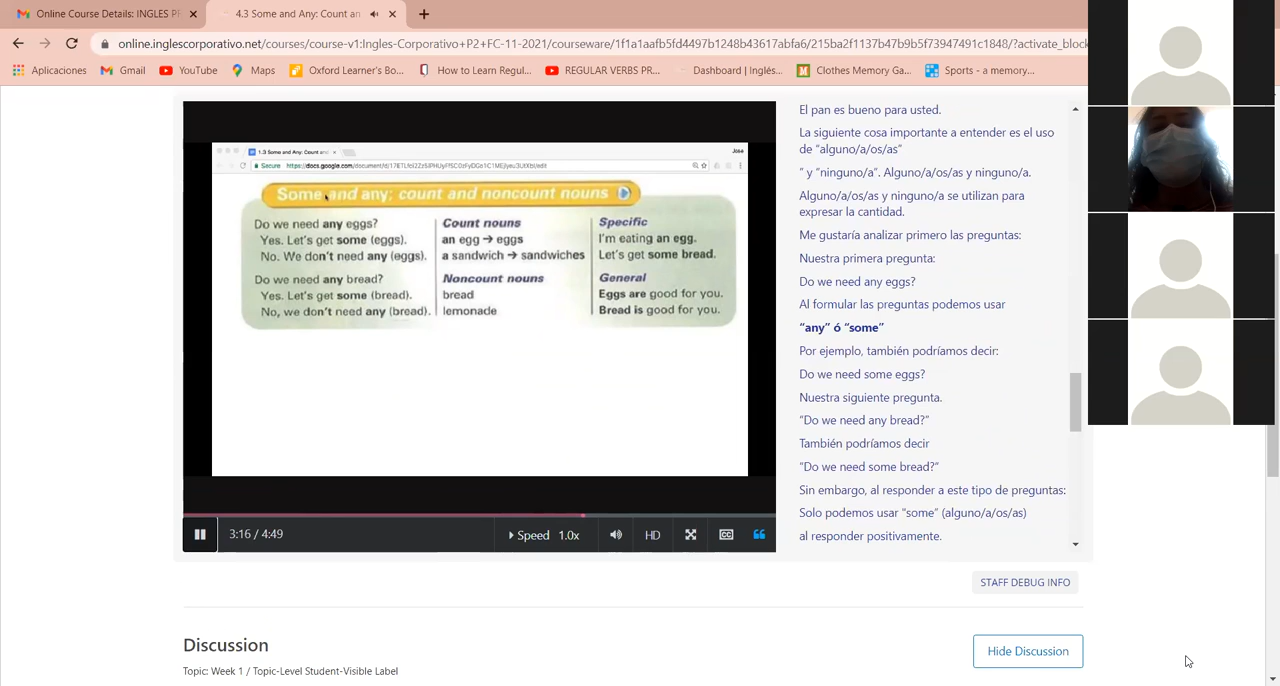 Online Course Details: INGLES PI
4.3 Some and Any: Count an
online.inglescorporativo.net/courses/course-v1:Ingles-Corporativo+P2+FC-11-2021/courseware/1f1a1aafb5fd4497b1248b43617abfa6/215ba2f1137b47b9b5f73947491c1848/?activate_block
Aplicaciones
Gmail
YouTube
Maps
Oxford Learner's Bo...
How to Learn Regul...
REGULAR VERBS PR...
Dashboard | Inglés...
Clothes Memory Ga...
Sports - a memory...
1.3 Some and Any: Count and
José
Secure
Some and any; count and noncount nouns
Do we need any eggs?
Yes. Let's get some (eggs).
No. We don't need any (eggs).
Do we need any bread?
Yes. Let's get some (bread).
No, we don't need any (bread).
Count nouns
an egg → eggs
a sandwich → sandwiches
Noncount nouns
bread
lemonade
Specific
I'm eating an egg.
Let's get some bread.
General
Eggs are good for you.
Bread is good for you.
3:16 / 4:49
Speed 1.0x
HD
CC
El pan es bueno para usted.
La siguiente cosa importante a entender es el uso
de “alguno/a/os/as”
” y “ninguno/a”. Alguno/a/os/as y ninguno/a.
Alguno/a/os/as y ninguno/a se utilizan para
expresar la cantidad.
Me gustaría analizar primero las preguntas:
Nuestra primera pregunta:
Do we need any eggs?
Al formular las preguntas podemos usar
“any” ó “some”
Por ejemplo, también podríamos decir:
Do we need some eggs?
Nuestra siguiente pregunta.
“Do we need any bread?”
También podríamos decir
“Do we need some bread?”
Sin embargo, al responder a este tipo de preguntas:
Solo podemos usar “some” (alguno/a/os/as)
al responder positivamente.
STAFF DEBUG INFO
Discussion
Hide Discussion
Topic: Week 1 / Topic-Level Student-Visible Label